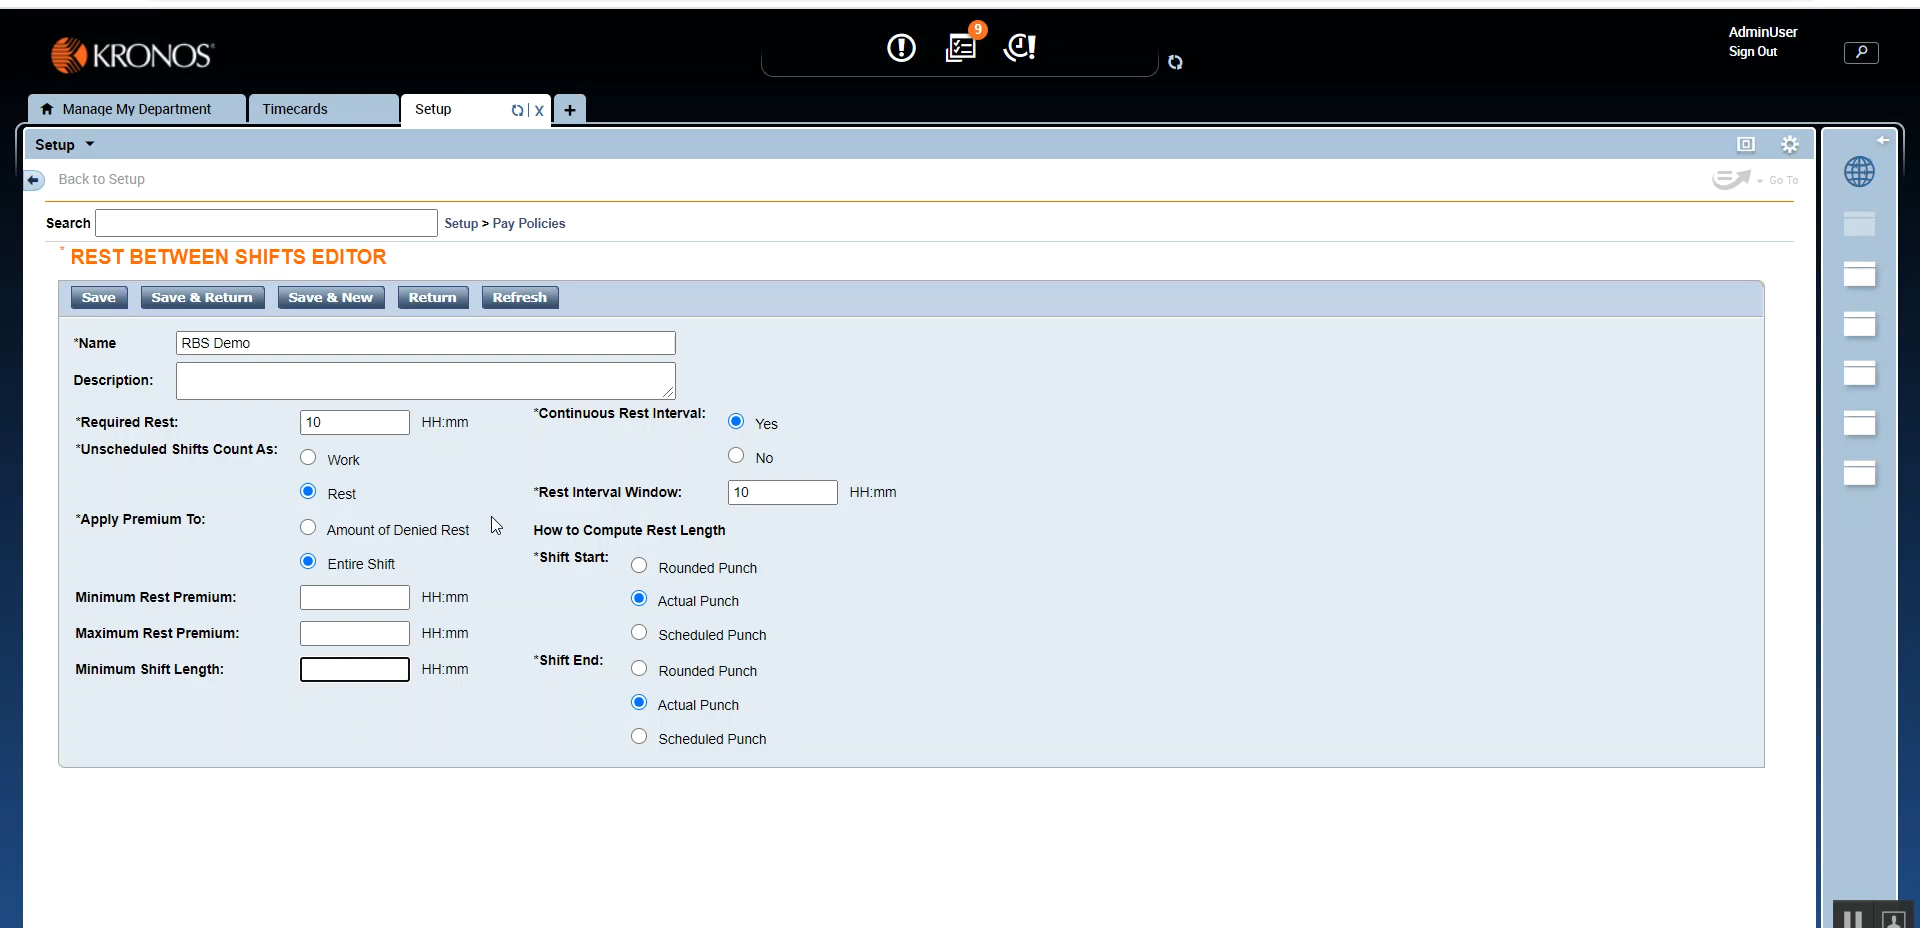 KRONOS
9
AdminUser
Sign Out
Manage My Department
Timecards
Setup
X
+
Setup
Back to Setup
Go To
Search
Setup > Pay Policies
* REST BETWEEN SHIFTS EDITOR
Save
Save & Return
Save & New
Return
Refresh
*Name
RBS Demo
Description:
*Required Rest: 10 HH:mm
*Continuous Rest Interval: Yes
No
*Unscheduled Shifts Count As: Work
Rest
*Rest Interval Window: 10 HH:mm
*Apply Premium To: Amount of Denied Rest
Entire Shift
How to Compute Rest Length
*Shift Start: Rounded Punch
Actual Punch
Scheduled Punch
Minimum Rest Premium: HH:mm
Maximum Rest Premium: HH:mm
Minimum Shift Length: HH:mm
*Shift End: Rounded Punch
Actual Punch
Scheduled Punch